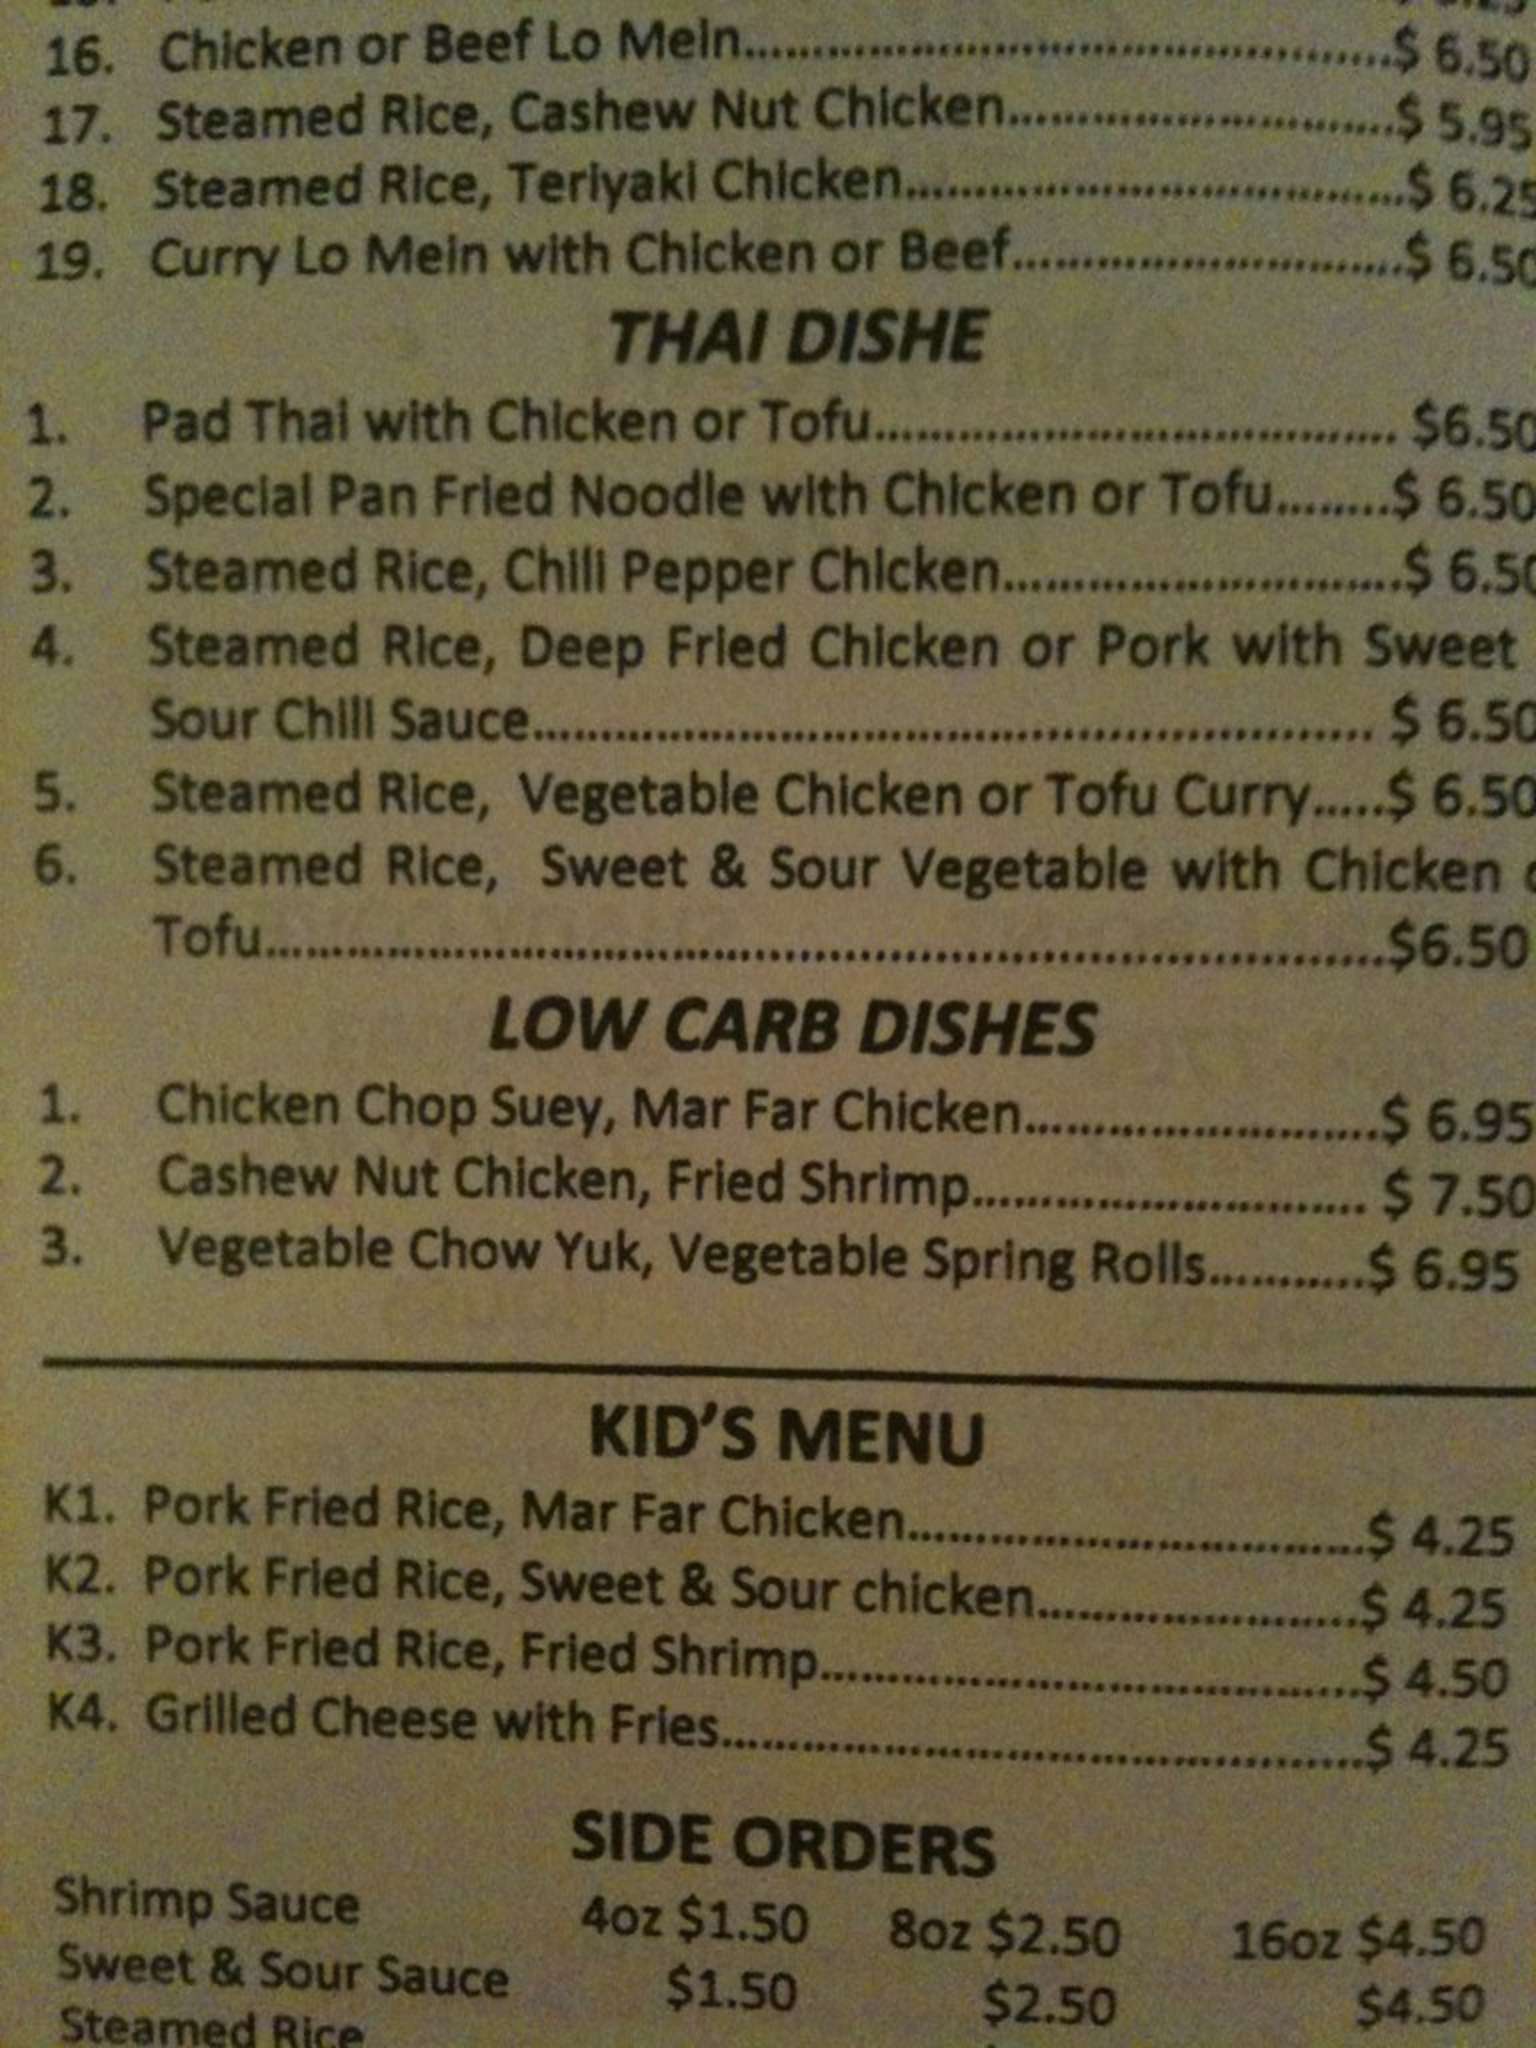 16. Chicken or Beef Lo Mein..........$ 6.50
17. Steamed Rice, Cashew Nut Chicken..........$ 5.95
18. Steamed Rice, Teriyaki Chicken..........$ 6.25
19. Curry Lo Mein with Chicken or Beef..........$ 6.50
THAI DISHE
1. Pad Thai with Chicken or Tofu.......... $6.50
2. Special Pan Fried Noodle with Chicken or Tofu........$ 6.50
3. Steamed Rice, Chili Pepper Chicken..........$ 6.50
4. Steamed Rice, Deep Fried Chicken or Pork with Sweet
Sour Chili Sauce.......... $ 6.50
5. Steamed Rice, Vegetable Chicken or Tofu Curry.....$ 6.50
6. Steamed Rice, Sweet & Sour Vegetable with Chicken
Tofu..........$6.50
LOW CARB DISHES
1. Chicken Chop Suey, Mar Far Chicken..........$ 6.95
2. Cashew Nut Chicken, Fried Shrimp.......... $ 7.50
3. Vegetable Chow Yuk, Vegetable Spring Rolls..........$ 6.95
KID'S MENU
K1. Pork Fried Rice, Mar Far Chicken..........$ 4.25
K2. Pork Fried Rice, Sweet & Sour chicken..........$ 4.25
K3. Pork Fried Rice, Fried Shrimp..........$ 4.50
K4. Grilled Cheese with Fries..........$ 4.25
SIDE ORDERS
Shrimp Sauce 4oz $1.50 8oz $2.50 16oz $4.50
Sweet & Sour Sauce $1.50 $2.50 $4.50
Steamed Rice